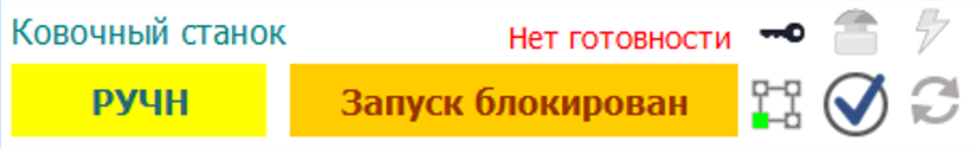 Ковочный станок
Нет готовности
РУЧН
Запуск блокирован